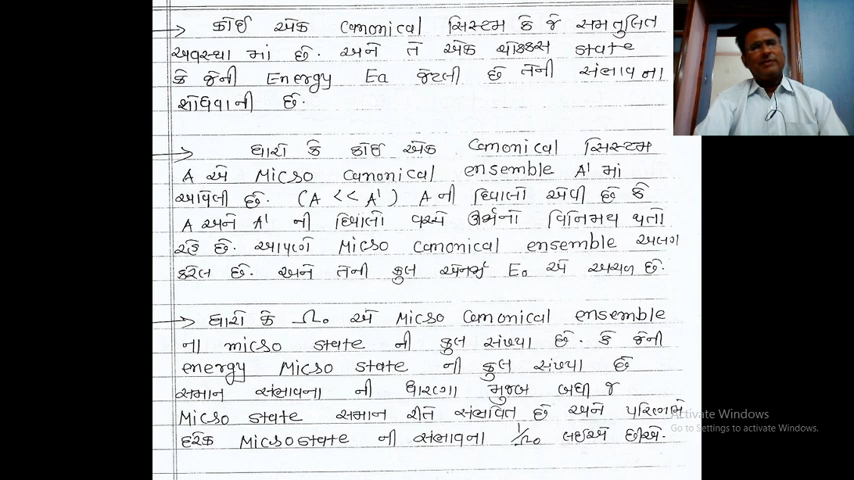 → કોઈ એક Canonical સિસ્ટમ કે જે સમતુલિત
અવસ્થા માં છે. અને તે એક ચોક્કસ state
કે જેની Energy Ea જેટલી છે તેની સંભાવના
શોધવાની છે.
→ ધારો કે કોઈ એક Canonical સિસ્ટમ
A એ Micro Canonical ensemble A' માં
આવેલી છે. (A << A') A ની દિવાલો એવી છે કે
A અને A' ની દિવાલો વચ્ચે ઊર્જાનો વિનિમય થતો
રહે છે. આપણે Micro Canonical ensemble અલગ
કરેલ છે. અને તેની કુલ એનર્જી E₀ એ અચળ છે.
→ ધારો કે Ω₀ એ Micro Canonical ensemble
ના micro state ની કુલ સંખ્યા છે. કે જેની
energy Micro state ની કુલ સંખ્યા છે
સમાન સંભાવના ની ધારણા મુજબ બધી જ
Micro state સમાન રીતે સંભવિત છે અને પરિણામે
દરેક Microstate ની સંભાવના 1/Ω₀ લઈએ છીએ.
Activate Windows
Go to Settings to activate Windows.